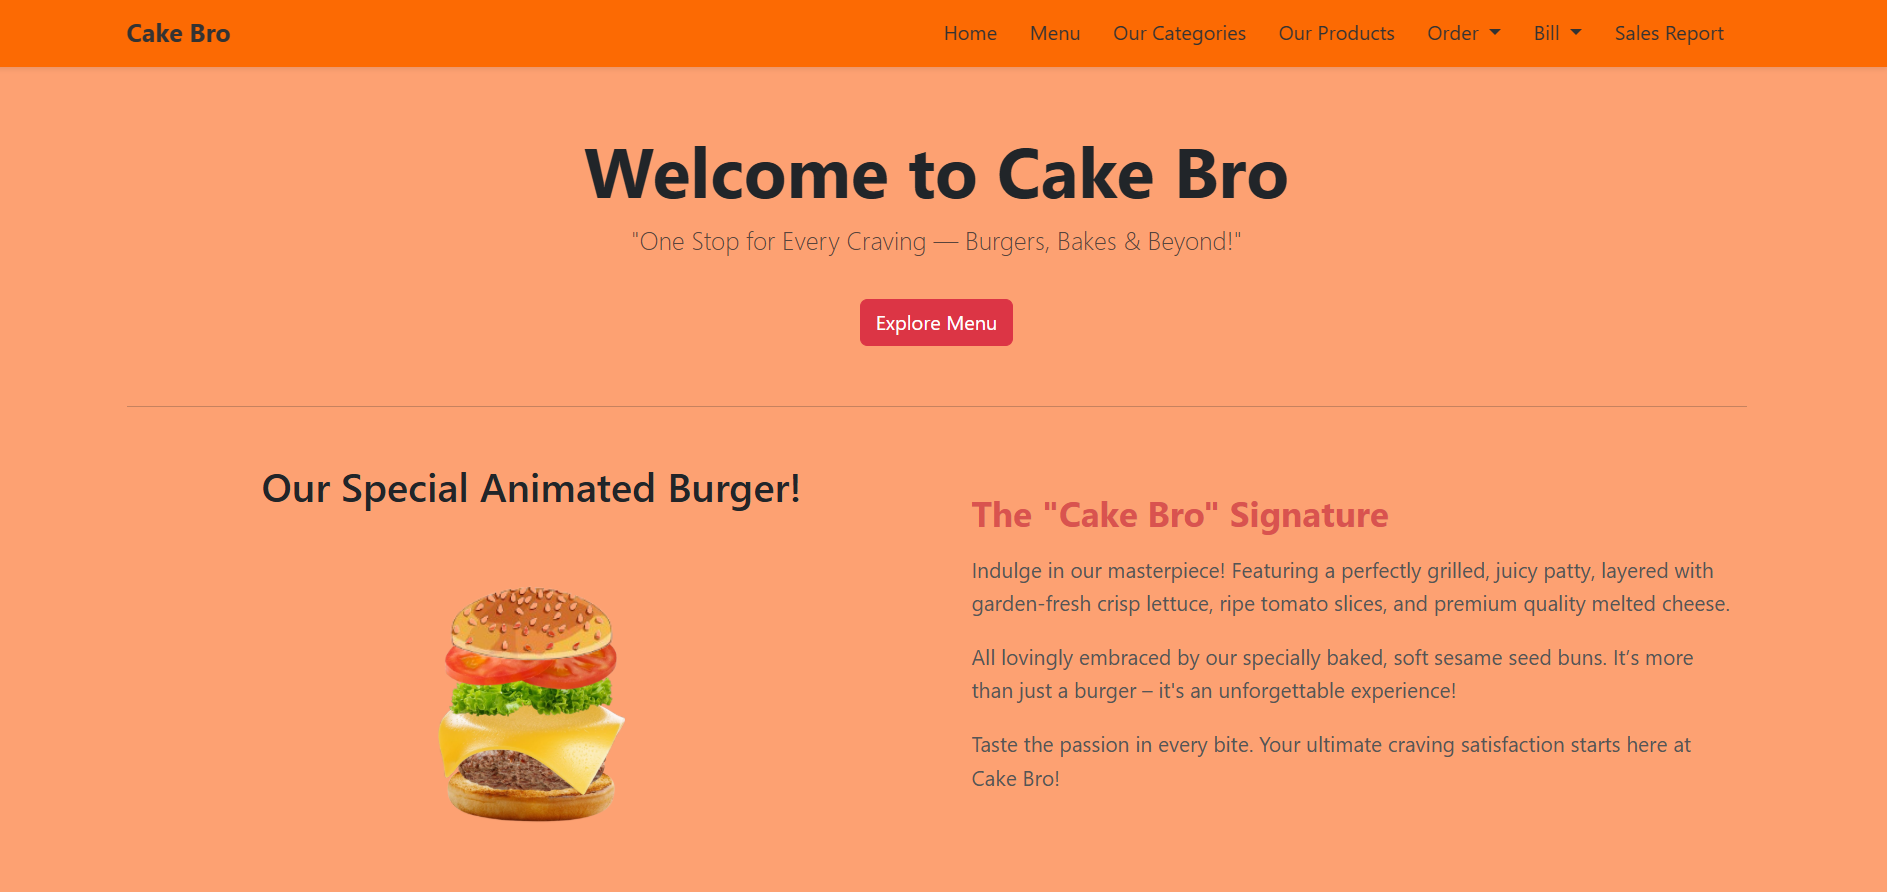 Cake Bro
Home Menu Our Categories Our Products Order Bill Sales Report
Welcome to Cake Bro
"One Stop for Every Craving — Burgers, Bakes & Beyond!"
Explore Menu
Our Special Animated Burger!
The "Cake Bro" Signature
Indulge in our masterpiece! Featuring a perfectly grilled, juicy patty, layered with
garden-fresh crisp lettuce, ripe tomato slices, and premium quality melted cheese.
All lovingly embraced by our specially baked, soft sesame seed buns. It’s more
than just a burger – it's an unforgettable experience!
Taste the passion in every bite. Your ultimate craving satisfaction starts here at
Cake Bro!